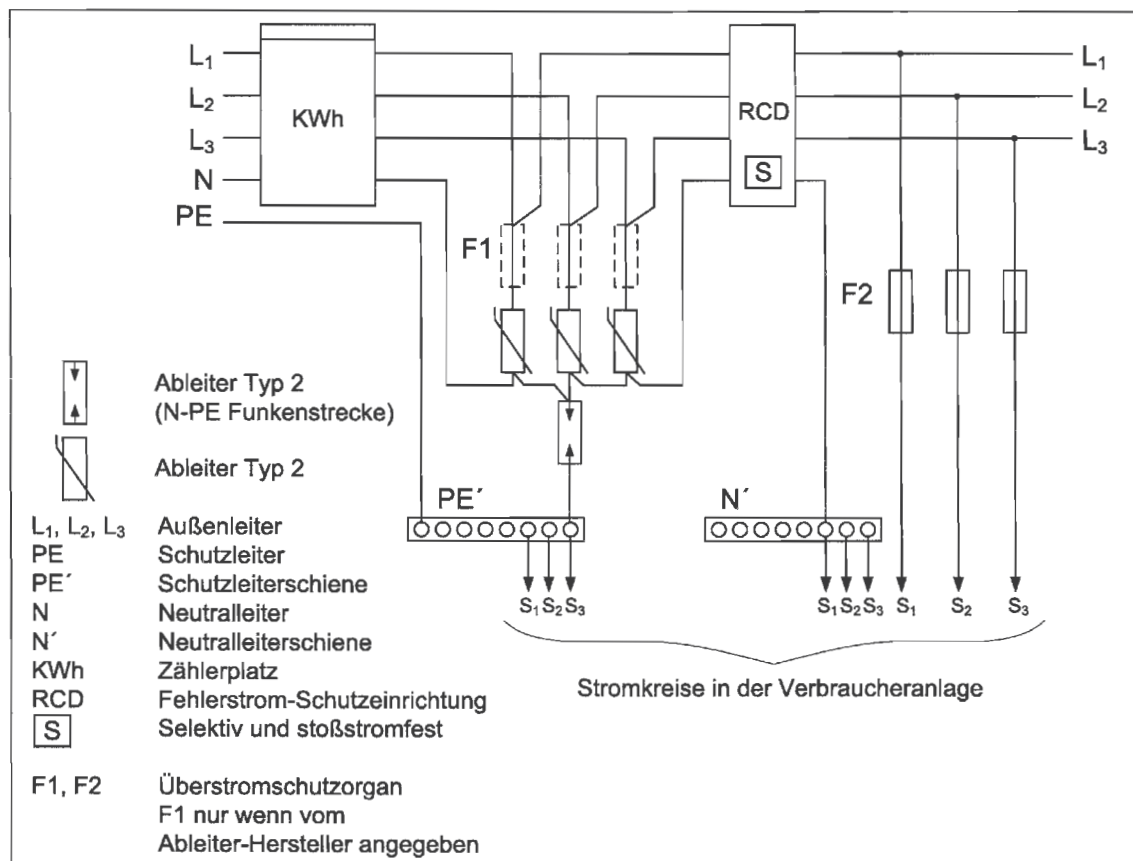 L₁
L₂
L₃
N
PE
KWh
RCD
S
L₁
L₂
L₃
F1
F2
Ableiter Typ 2
(N-PE Funkenstrecke)
Ableiter Typ 2
PE´
N´
S₁ S₂ S₃
S₁ S₂ S₃ S₁ S₂ S₃
Stromkreise in der Verbraucheranlage
L₁, L₂, L₃ Außenleiter
PE Schutzleiter
PE´ Schutzleiterschiene
N Neutralleiter
N´ Neutralleiterschiene
KWh Zählerplatz
RCD Fehlerstrom-Schutzeinrichtung
S Selektiv und stoßstromfest
F1, F2 Überstromschutzorgan
F1 nur wenn vom
Ableiter-Hersteller angegeben